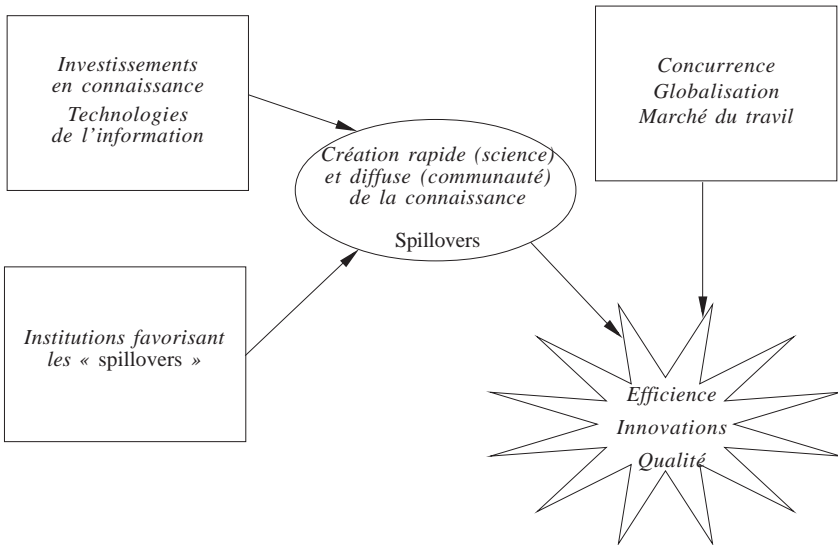 Investissements
en connaissance
Technologies
de l'information
Concurrence
Globalisation
Marché du travil
Création rapide (science)
et diffuse (communauté)
de la connaissance
Spillovers
Institutions favorisant
les « spillovers »
Efficience
Innovations
Qualité